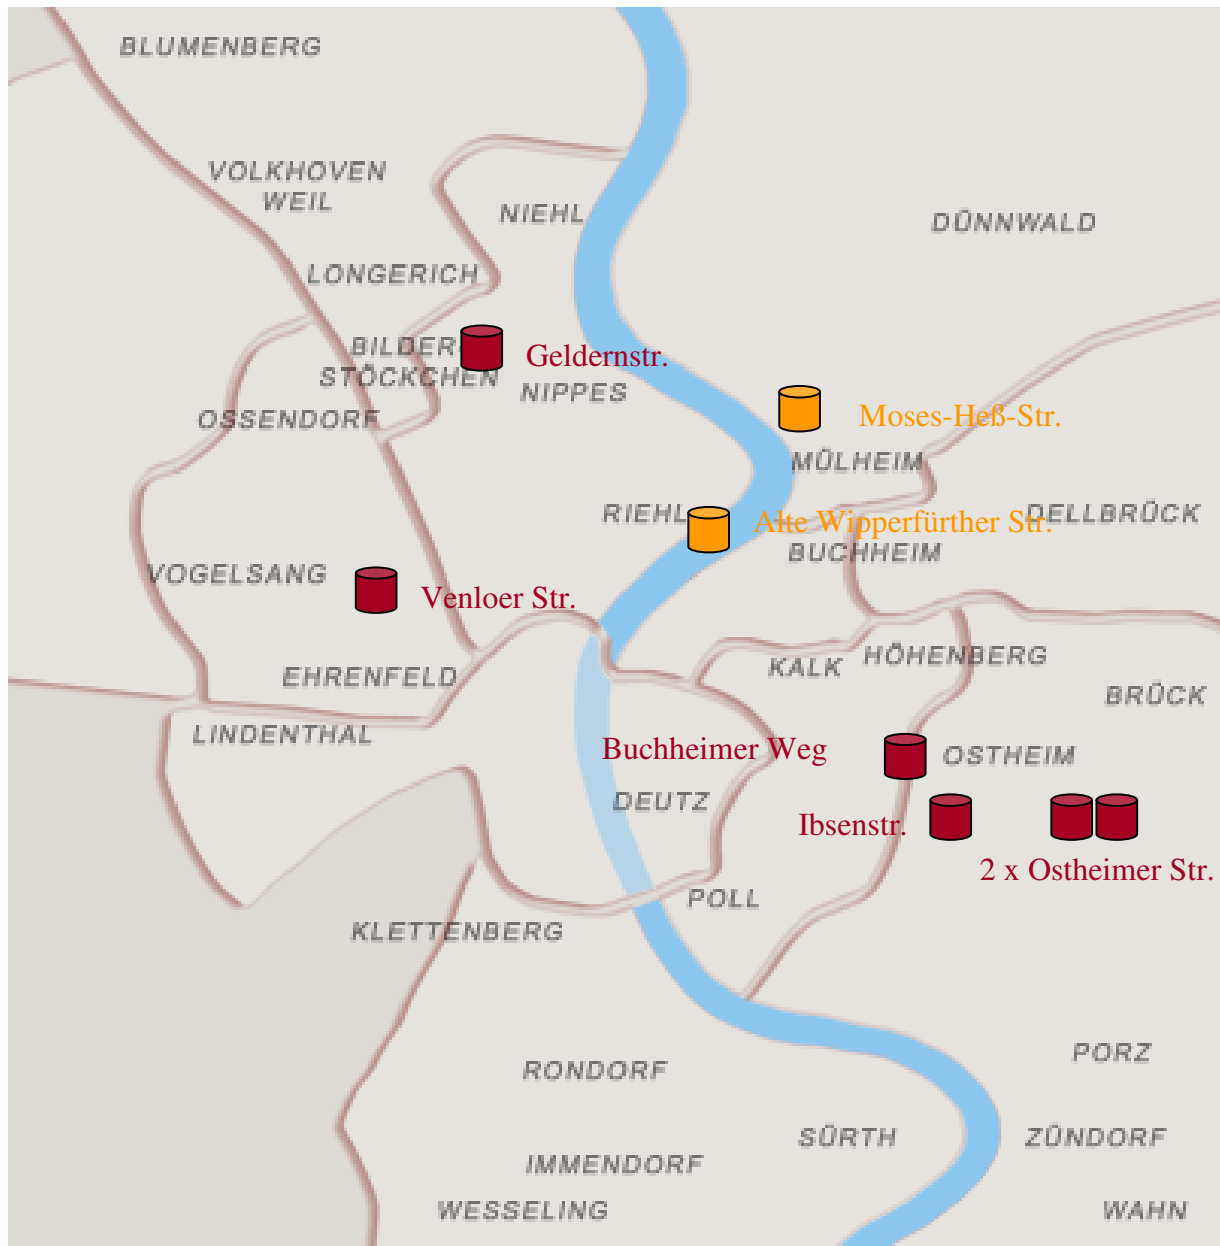 BLUMENBERG
VOLKHOVEN
WEIL
NIEHL
DÜNNWALD
LONGERICH
BILDER
STÖCKCHEN
Geldernstr.
NIPPES
OSSENDORF
Moses-Heß-Str.
MÜLHEIM
RIEHL
Alte Wipperfürther Str.
DELLBRÜCK
BUCHHEIM
VOGELSANG
Venloer Str.
EHRENFELD
KALK
HÖHENBERG
BRÜCK
LINDENTHAL
Buchheimer Weg
OSTHEIM
DEUTZ
Ibsenstr.
2 x Ostheimer Str.
POLL
KLETTENBERG
RONDORF
PORZ
SÜRTH
ZÜNDORF
IMMENDORF
WESSELING
WAHN